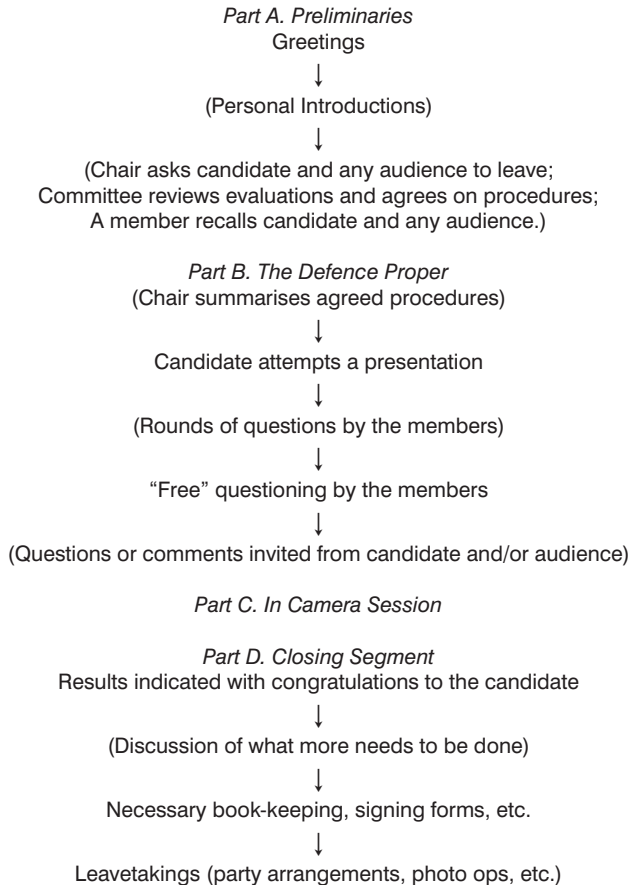 Part A. Preliminaries
Greetings
↓
(Personal Introductions)
↓
(Chair asks candidate and any audience to leave;
Committee reviews evaluations and agrees on procedures;
A member recalls candidate and any audience.)
Part B. The Defence Proper
(Chair summarises agreed procedures)
↓
Candidate attempts a presentation
↓
(Rounds of questions by the members)
↓
“Free” questioning by the members
↓
(Questions or comments invited from candidate and/or audience)
Part C. In Camera Session
Part D. Closing Segment
Results indicated with congratulations to the candidate
↓
(Discussion of what more needs to be done)
↓
Necessary book-keeping, signing forms, etc.
↓
Leavetakings (party arrangements, photo ops, etc.)